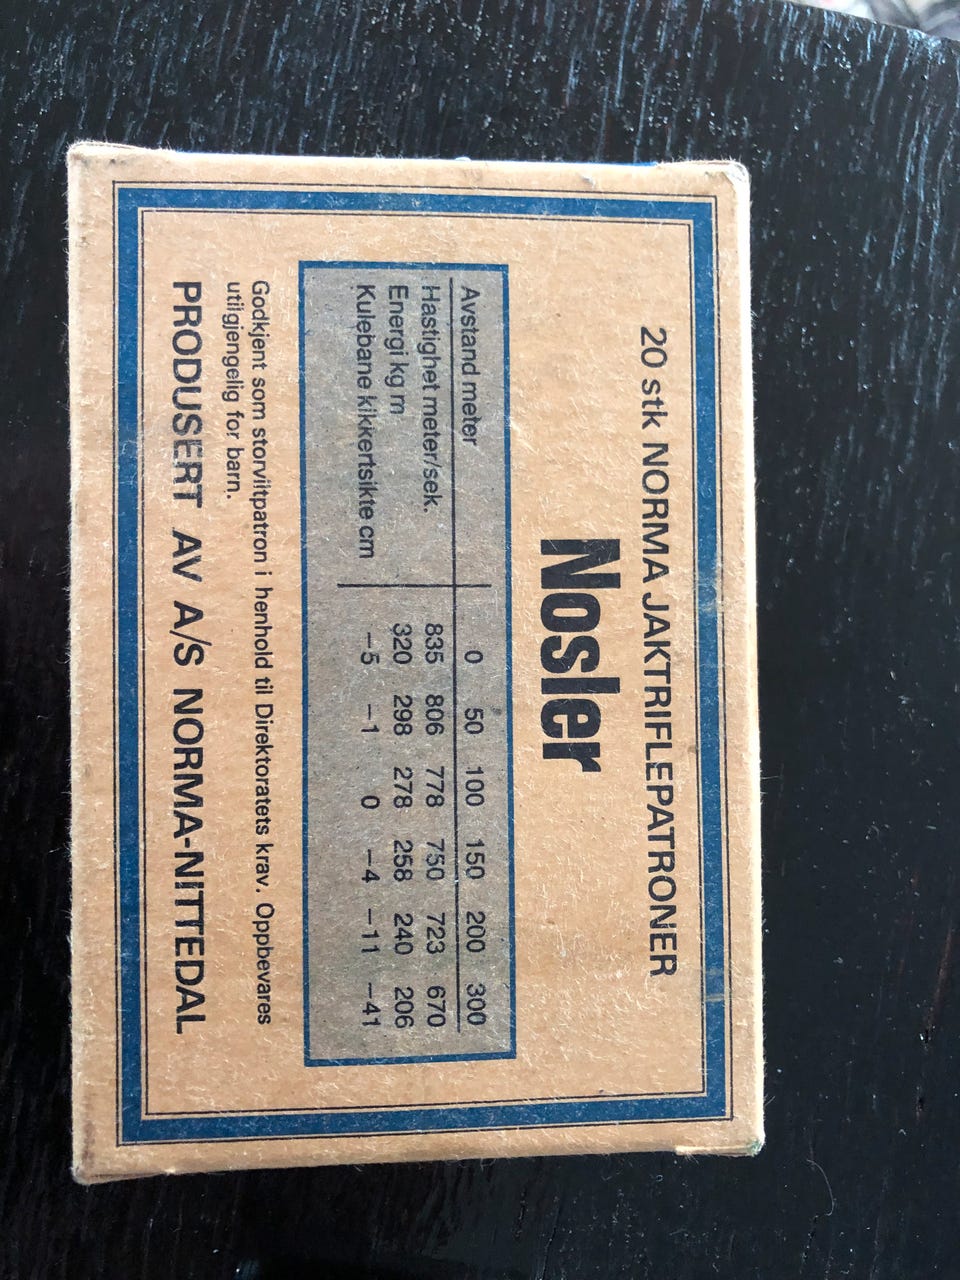 20 stk NORMA JAKTRIFLEPATRONER
Nosler
Avstand meter 0 50 100 150 200 300
Hastighet meter/sek. 835 806 778 750 723 670
Energi kg m 320 298 278 258 240 206
Kulebane kikkertsikte cm −5 −1 0 −4 −11 −41
Godkjent som storviltpatron i henhold til Direktoratets krav. Oppbevares
utilgjengelig for barn.
PRODUSERT AV A/S NORMA-NITTEDAL